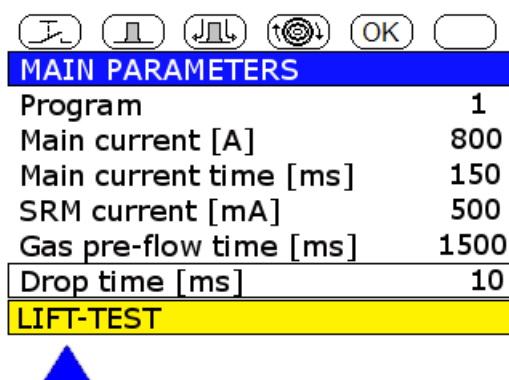 OK
MAIN PARAMETERS
Program 1
Main current [A] 800
Main current time [ms] 150
SRM current [mA] 500
Gas pre-flow time [ms] 1500
Drop time [ms] 10
LIFT-TEST